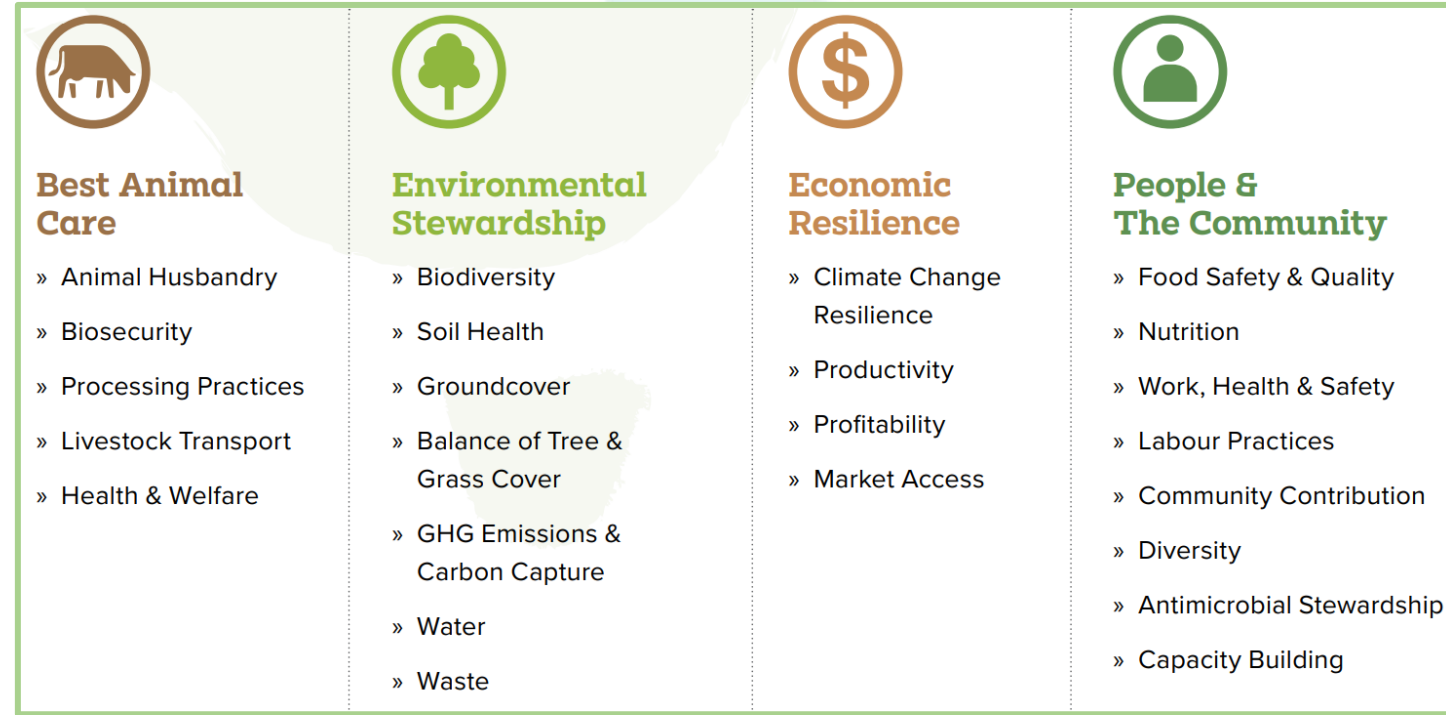 $
Best Animal
Care
» Animal Husbandry
» Biosecurity
» Processing Practices
» Livestock Transport
» Health & Welfare
Environmental
Stewardship
» Biodiversity
» Soil Health
» Groundcover
» Balance of Tree &
Grass Cover
» GHG Emissions &
Carbon Capture
» Water
» Waste
Economic
Resilience
» Climate Change
Resilience
» Productivity
» Profitability
» Market Access
People &
The Community
» Food Safety & Quality
» Nutrition
» Work, Health & Safety
» Labour Practices
» Community Contribution
» Diversity
» Antimicrobial Stewardship
» Capacity Building